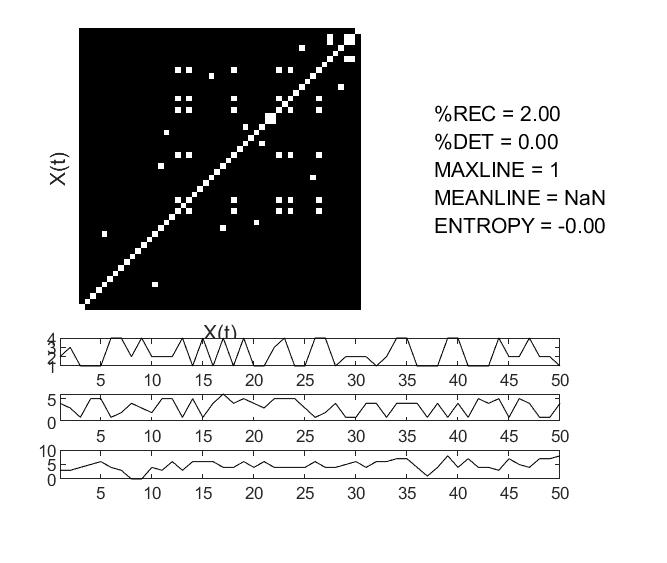 X(t)
%REC = 2.00
%DET = 0.00
MAXLINE = 1
MEANLINE = NaN
ENTROPY = -0.00
X(t)
4
3
2
1
5 10 15 20 25 30 35 40 45 50
5
0
5 10 15 20 25 30 35 40 45 50
10
5
0
5 10 15 20 25 30 35 40 45 50